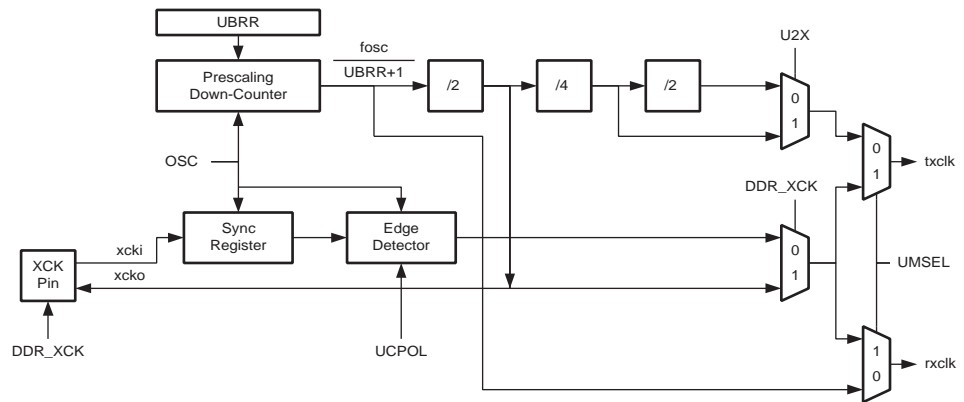 UBRR
fosc
U2X
Prescaling
Down-Counter
UBRR+1
/2
/4
/2
0
1
OSC
0
1
txclk
DDR_XCK
Sync
Register
Edge
Detector
xcki
0
1
XCK
Pin
xcko
UMSEL
DDR_XCK
UCPOL
1
0
rxclk